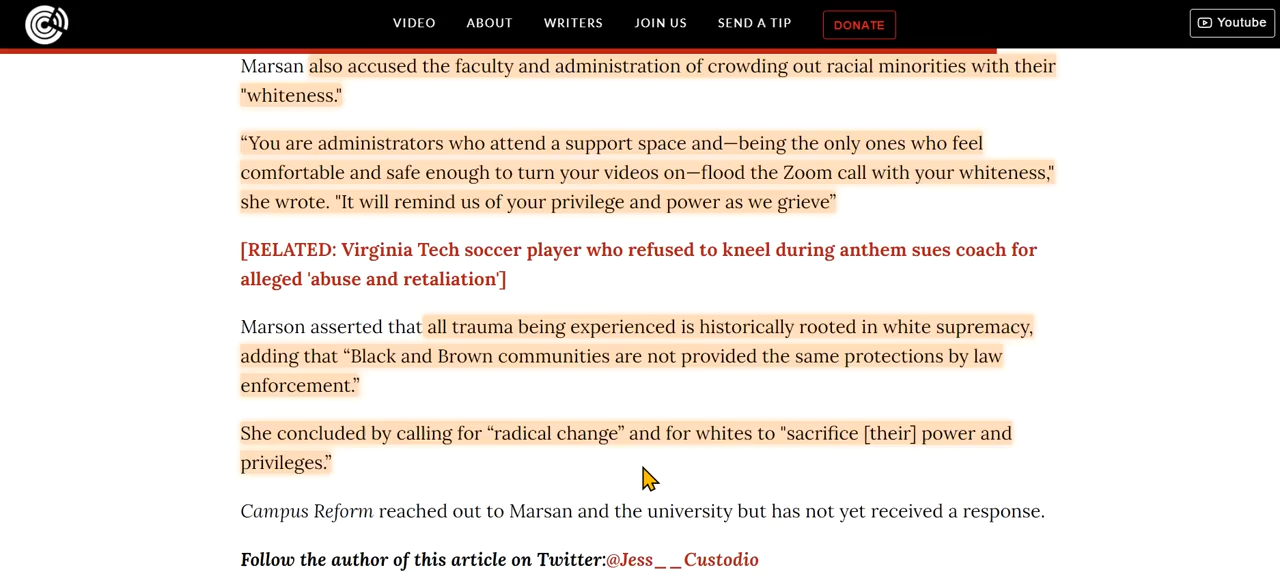 VIDEO ABOUT WRITERS JOIN US SEND A TIP DONATE Youtube
Marsan also accused the faculty and administration of crowding out racial minorities with their
"whiteness."
“You are administrators who attend a support space and—being the only ones who feel
comfortable and safe enough to turn your videos on—flood the Zoom call with your whiteness,"
she wrote. "It will remind us of your privilege and power as we grieve”
[RELATED: Virginia Tech soccer player who refused to kneel during anthem sues coach for
alleged 'abuse and retaliation']
Marson asserted that all trauma being experienced is historically rooted in white supremacy,
adding that “Black and Brown communities are not provided the same protections by law
enforcement.”
She concluded by calling for “radical change” and for whites to "sacrifice [their] power and
privileges.”
Campus Reform reached out to Marsan and the university but has not yet received a response.
Follow the author of this article on Twitter:@Jess__Custodio